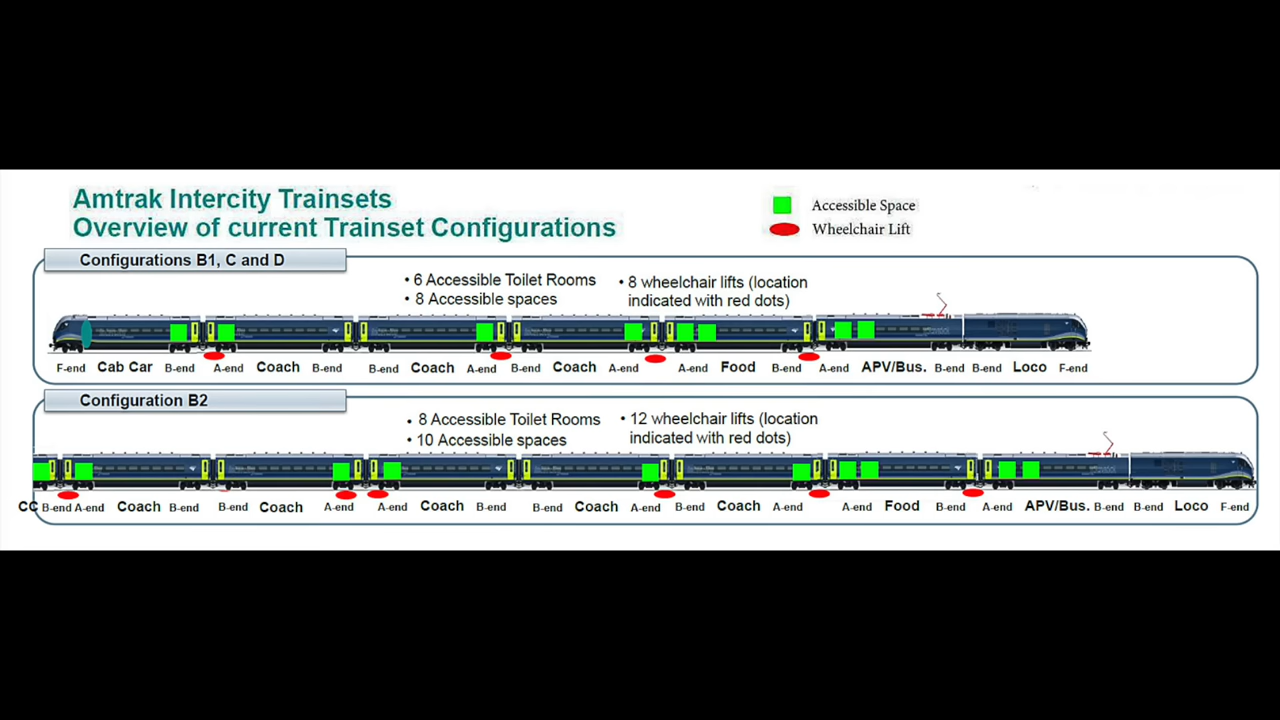 Amtrak Intercity Trainsets
Overview of current Trainset Configurations
Accessible Space
Wheelchair Lift
Configurations B1, C and D
• 6 Accessible Toilet Rooms
• 8 Accessible spaces
• 8 wheelchair lifts (location
indicated with red dots)
F-end Cab Car B-end A-end Coach B-end B-end Coach A-end B-end Coach A-end A-end Food B-end A-end APV/Bus. B-end B-end Loco F-end
Configuration B2
• 8 Accessible Toilet Rooms
• 10 Accessible spaces
• 12 wheelchair lifts (location
indicated with red dots)
CC B-end A-end Coach B-end B-end Coach A-end A-end Coach B-end B-end Coach A-end B-end Coach A-end A-end Food B-end A-end APV/Bus. B-end B-end Loco F-end